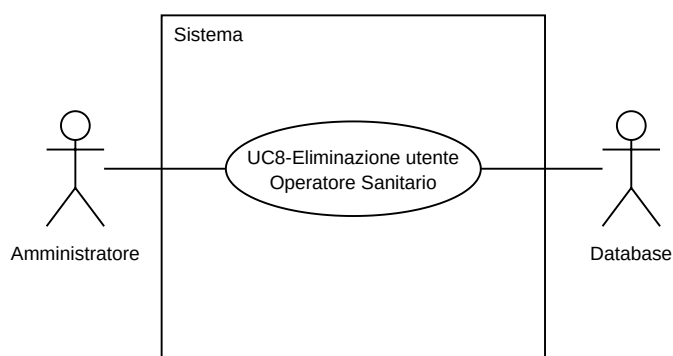 Sistema
UC8-Eliminazione utente
Operatore Sanitario
Amministratore
Database